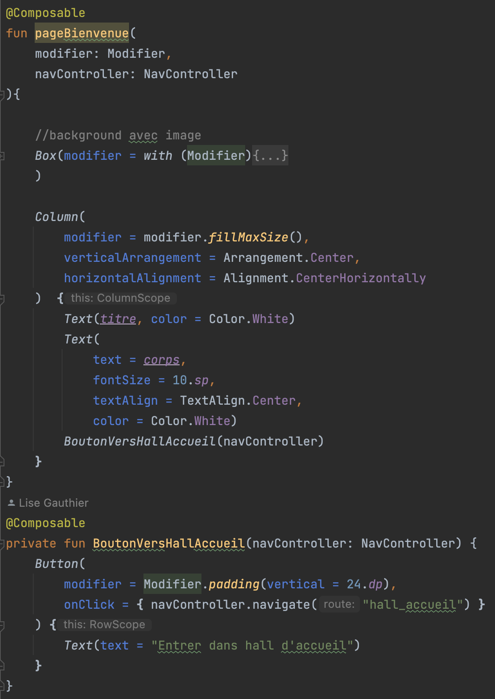 @Composable
fun pageBienvenue(
    modifier: Modifier,
    navController: NavController
){
    //background avec image
    Box(modifier = with (Modifier){...}
    )
    Column(
        modifier = modifier.fillMaxSize(),
        verticalArrangement = Arrangement.Center,
        horizontalAlignment = Alignment.CenterHorizontally
    )  { this: ColumnScope
        Text(titre, color = Color.White)
        Text(
            text = corps,
            fontSize = 10.sp,
            textAlign = TextAlign.Center,
            color = Color.White)
        BoutonVersHallAccueil(navController)
    }
}
Lise Gauthier
@Composable
private fun BoutonVersHallAccueil(navController: NavController) {
    Button(
        modifier = Modifier.padding(vertical = 24.dp),
        onClick = { navController.navigate( route: "hall_accueil") }
    ) { this: RowScope
        Text(text = "Entrer dans hall d'accueil")
    }
}